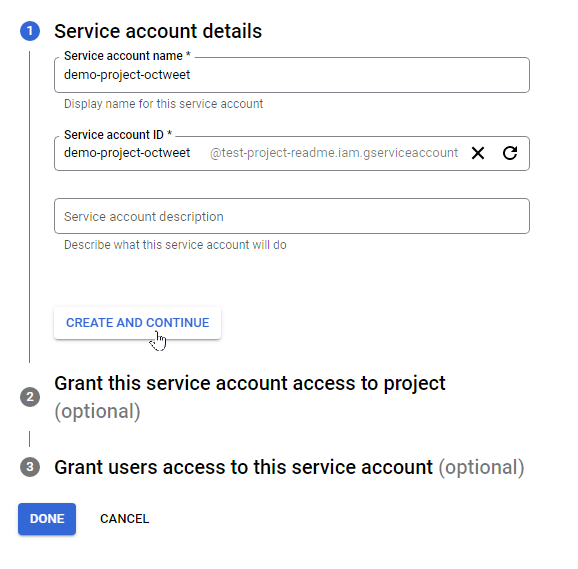 1 Service account details
Service account name *
demo-project-octweet
Display name for this service account
Service account ID *
demo-project-octweet @test-project-readme.iam.gserviceaccount
Service account description
Describe what this service account will do
CREATE AND CONTINUE
2 Grant this service account access to project
(optional)
3 Grant users access to this service account (optional)
DONE CANCEL